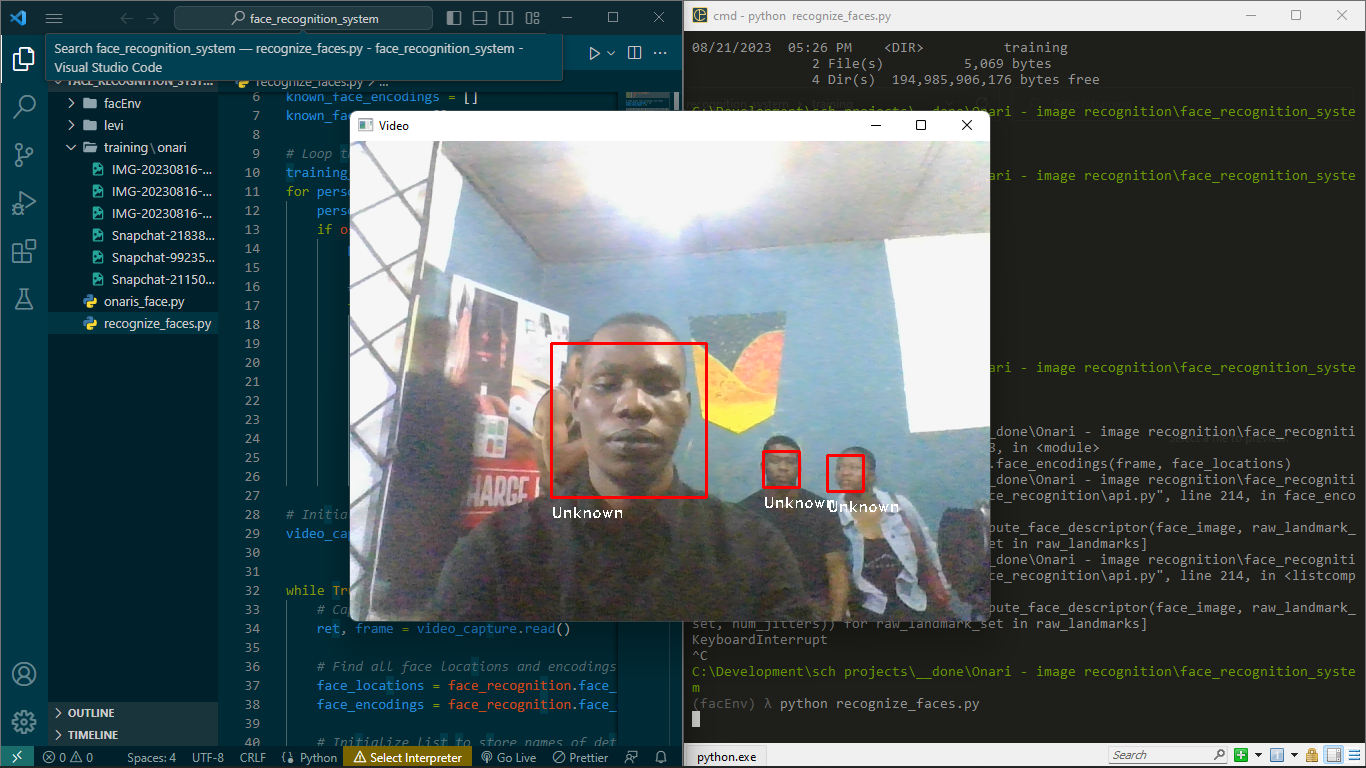 face_recognition_system
Search face_recognition_system — recognize_faces.py - face_recognition_system -
Visual Studio Code
FACE_RECOGNITION_SYST...
recognize_faces.py > ...
facEnv
levi
training \ onari
IMG-20230816-...
IMG-20230816-...
IMG-20230816-...
Snapchat-21838...
Snapchat-99235...
Snapchat-21150...
onaris_face.py
recognize_faces.py
OUTLINE
TIMELINE
6 known_face_encodings = []
7 known_fac
8
9 # Loop th
10 training_
11 for perso
12 perso
13 if os
14
15
16
17
18
19
20
21
22
23
24
25
26
27
28 # Initia
29 video_cap
30
31
32 while Tr
33 # Ca
34 ret, frame = video_capture.read()
35
36 # Find all face locations and encodings
37 face_locations = face_recognition.face_
38 face_encodings = face_recognition.face_
39
40 # Initialize list to store names of det
0 0 Spaces: 4 UTF-8 CRLF Python Select Interpreter Go Live Prettier
Video
HARGE
Unknown
Unknown
Unknown
cmd - python recognize_faces.py
08/21/2023 05:26 PM <DIR> training
2 File(s) 5,069 bytes
4 Dir(s) 194,985,906,176 bytes free
C:\Development\sch projects\__done\Onari - image recognition\face_recognition_syste
ari - image recognition\face_recognition_syste
ari - image recognition\face_recognition_syste
_done\Onari - image recognition\face_recogniti
8, in <module>
.face_encodings(frame, face_locations)
_done\Onari - image recognition\face_recogniti
ce_recognition\api.py", line 214, in face_enco
pute_face_descriptor(face_image, raw_landmark_
et in raw_landmarks]
_done\Onari - image recognition\face_recogniti
ce_recognition\api.py", line 214, in <listcomp
pute_face_descriptor(face_image, raw_landmark_
set, num_jitters)) for raw_landmark_set in raw_landmarks]
KeyboardInterrupt
^C
C:\Development\sch projects\__done\Onari - image recognition\face_recognition_syste
m
(facEnv) λ python recognize_faces.py
python.exe
Search